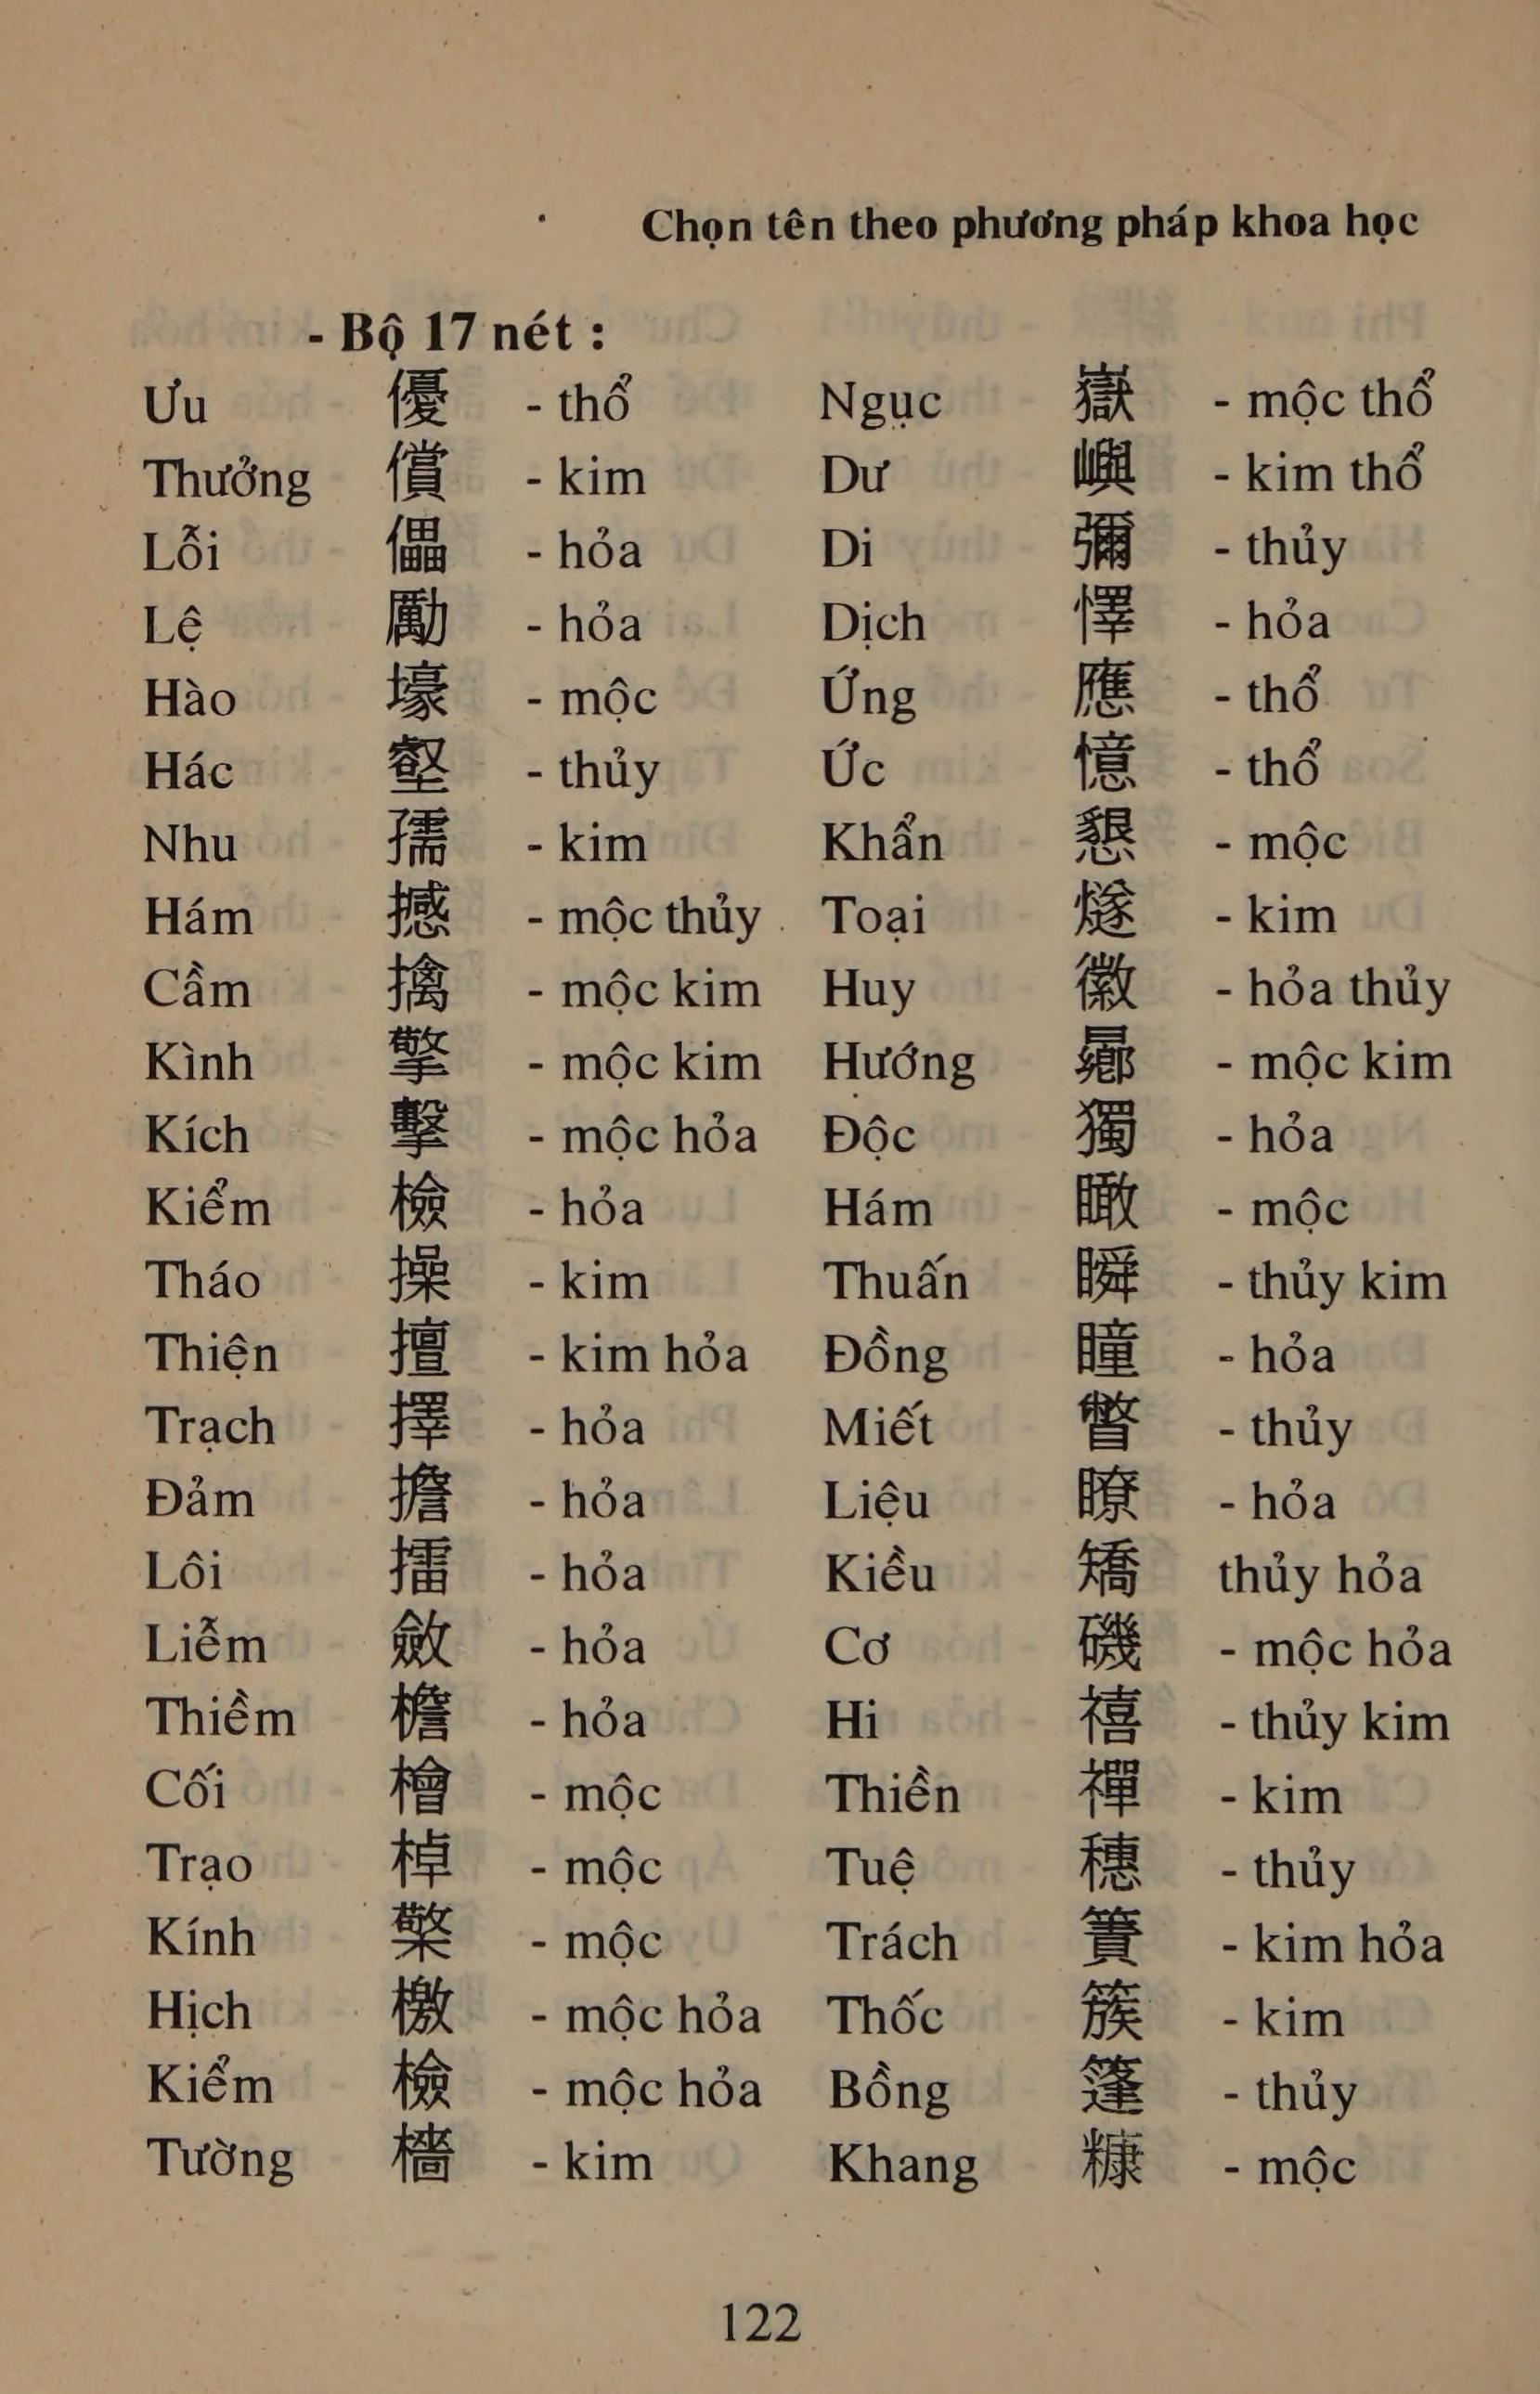 Chọn tên theo phương pháp khoa học
- Bộ 17 nét :
Ưu 優 - thổ Ngục 嶽 - mộc thổ
Thưởng 償 - kim Dư 嶼 - kim thổ
Lỗi 儡 - hỏa Di 彌 - thủy
Lệ 勵 - hỏa Dịch 懌 - hỏa
Hào 壕 - mộc Ứng 應 - thổ
Hác 壑 - thủy Ức 憶 - thổ
Nhu 孺 - kim Khẩn 懇 - mộc
Hám 撼 - mộc thủy Toại 燧 - kim
Cầm 擒 - mộc kim Huy 徽 - hỏa thủy
Kình 擎 - mộc kim Hướng - mộc kim
Kích 擊 - mộc hỏa Độc 獨 - hỏa
Kiểm 檢 - hỏa Hám 瞰 - mộc
Tháo 操 - kim Thuấn 瞬 - thủy kim
Thiện 擅 - kim hỏa Đồng 瞳 - hỏa
Trạch 擇 - hỏa Miết 瞥 - thủy
Đảm 擔 - hỏa Liệu 瞭 - hỏa
Lôi 擂 - hỏa Kiều 矯 thủy hỏa
Liễm 斂 - hỏa Cơ 磯 - mộc hỏa
Thiềm 檐 - hỏa Hi 禧 - thủy kim
Cối 檜 - mộc Thiền 禪 - kim
Trạo 棹 - mộc Tuệ 穗 - thủy
Kính 檠 - mộc Trách 簀 - kim hỏa
Hịch 檄 - mộc hỏa Thốc 簇 - kim
Kiểm 檢 - mộc hỏa Bồng 篷 - thủy
Tường 檣 - kim Khang 糠 - mộc
122